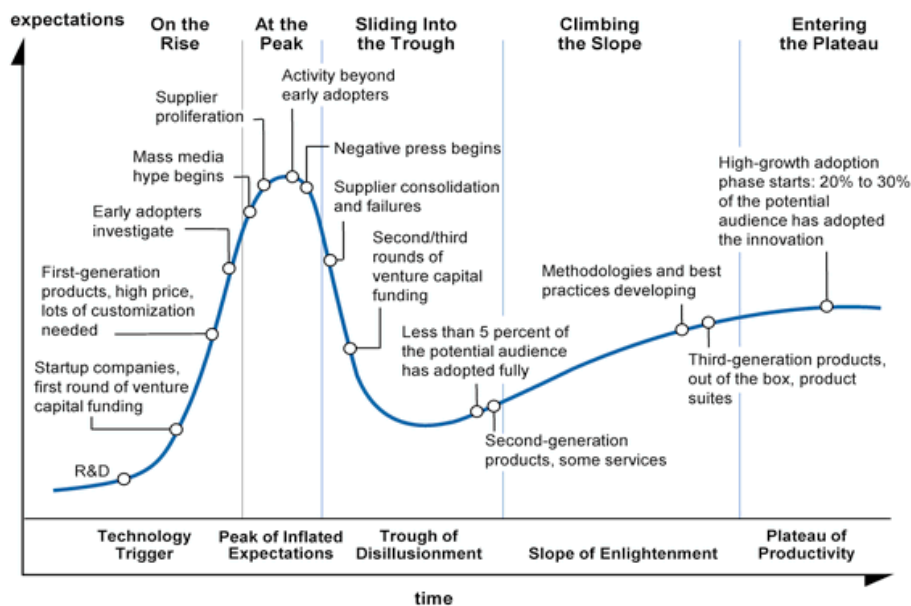 expectations
On the
Rise
At the
Peak
Sliding Into
the Trough
Climbing
the Slope
Entering
the Plateau
Activity beyond
early adopters
Supplier
proliferation
Negative press begins
Mass media
hype begins
Supplier consolidation
and failures
Early adopters
investigate
Second/third
rounds of
venture capital
funding
First-generation
products, high price,
lots of customization
needed
Less than 5 percent of
the potential audience
has adopted fully
Startup companies,
first round of venture
capital funding
R&D
Second-generation
products, some services
Methodologies and best
practices developing
Third-generation products,
out of the box, product
suites
High-growth adoption
phase starts: 20% to 30%
of the potential
audience has adopted
the innovation
Technology
Trigger
Peak of Inflated
Expectations
Trough of
Disillusionment
Slope of Enlightenment
Plateau of
Productivity
time